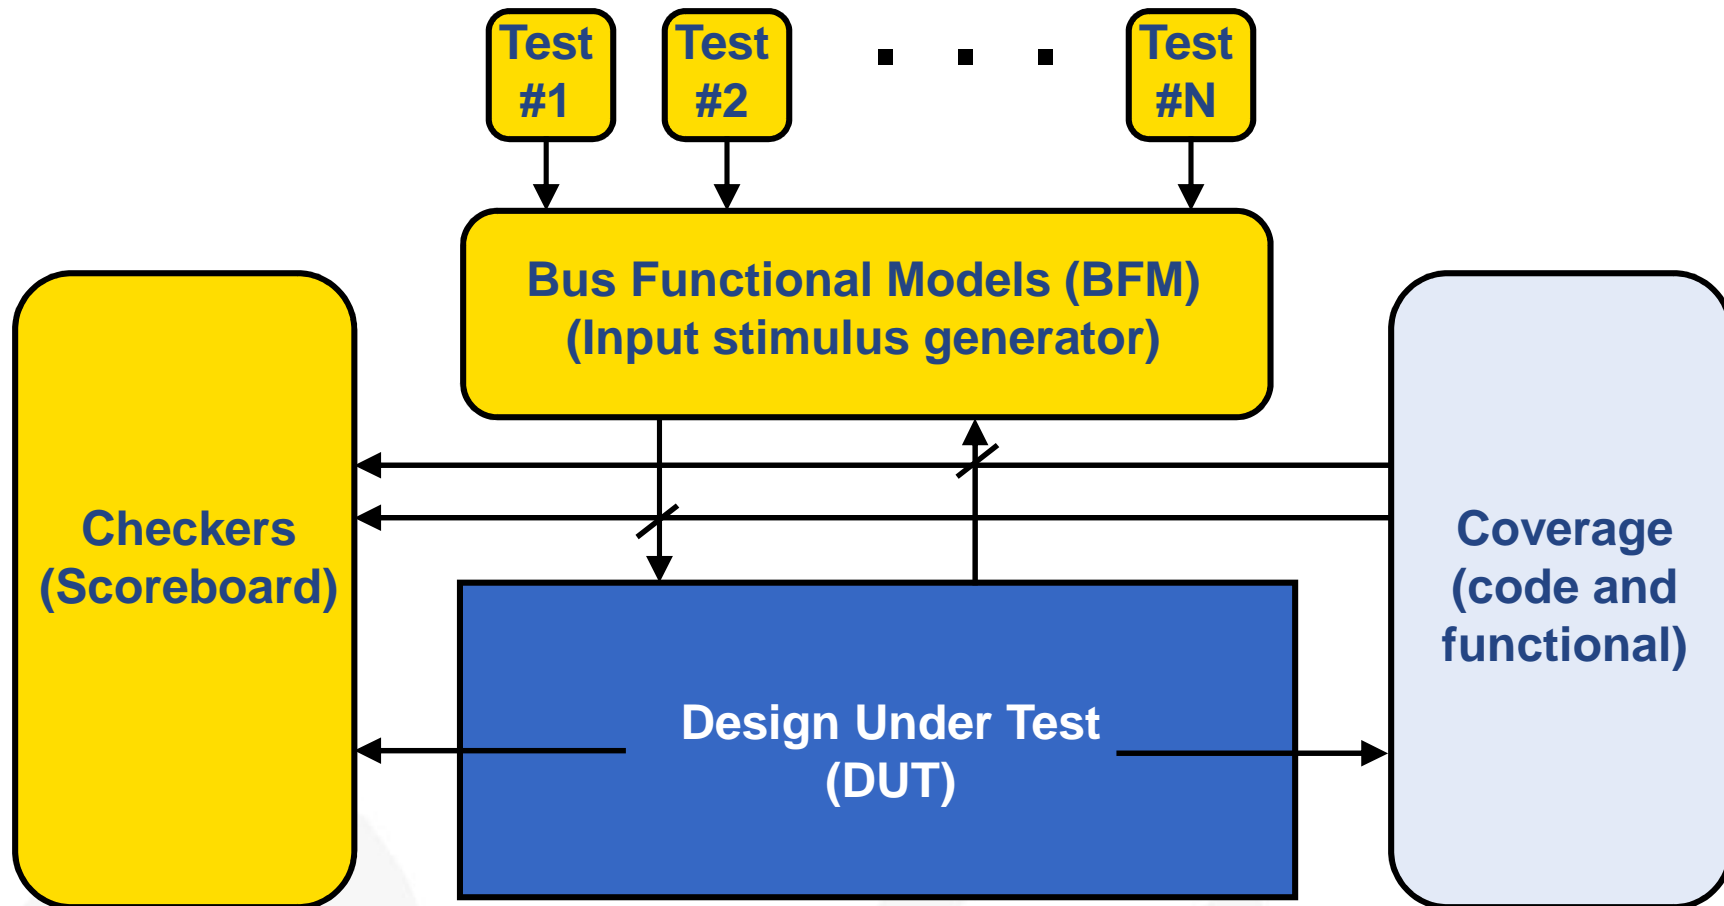 Test
#1
Test
#2
. . .
Test
#N
Bus Functional Models (BFM)
(Input stimulus generator)
Checkers
(Scoreboard)
Coverage
(code and
functional)
Design Under Test
(DUT)